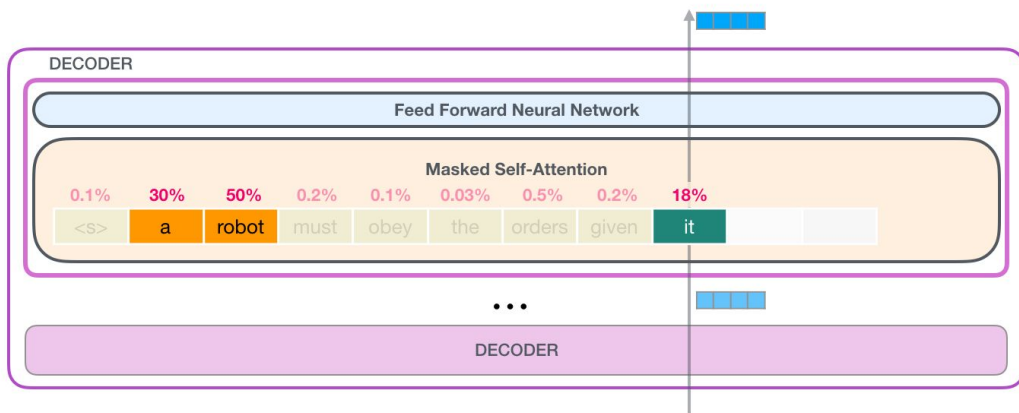 DECODER
Feed Forward Neural Network
Masked Self-Attention
0.1% 30% 50% 0.2% 0.1% 0.03% 0.5% 0.2% 18%
<s> a robot must obey the orders given it
...
DECODER